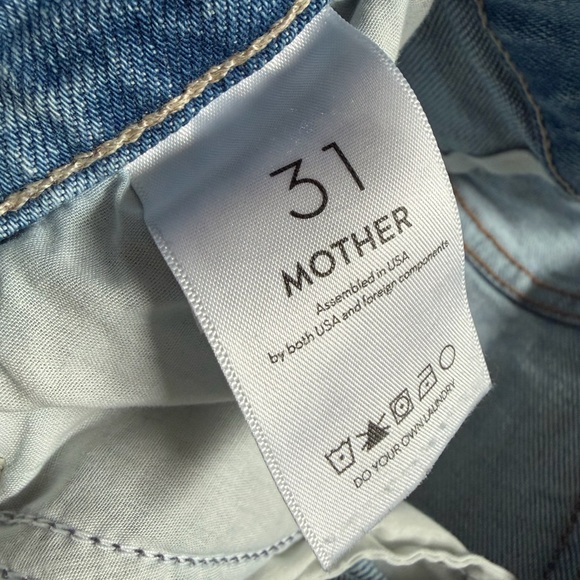 31
MOTHER
Assembled in USA
by both USA and foreign components
DO YOUR OWN LAUNDRY